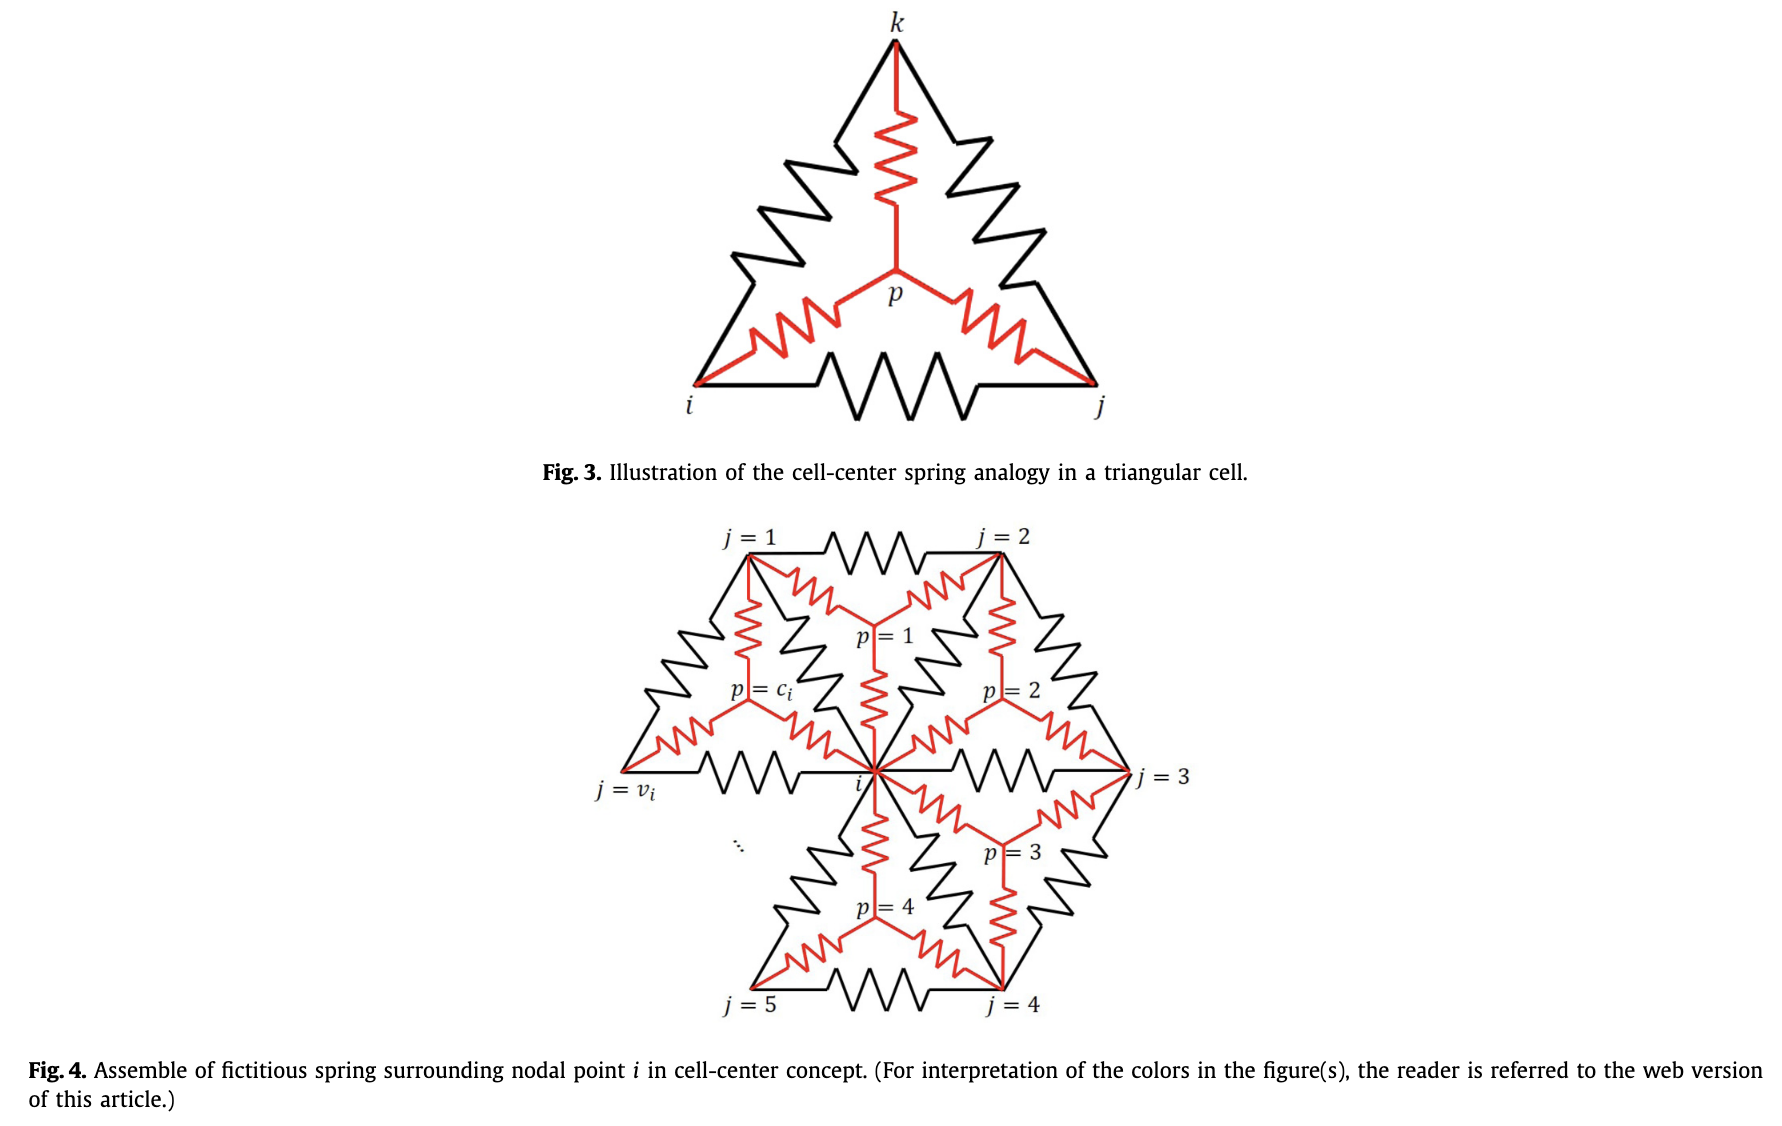 k
p
i
j
Fig. 3. Illustration of the cell-center spring analogy in a triangular cell.
j = 1
j = 2
p = 1
p = cᵢ
p = 2
i
j = 3
j = vᵢ
⋱
p = 3
p = 4
j = 5
j = 4
Fig. 4. Assemble of fictitious spring surrounding nodal point i in cell-center concept. (For interpretation of the colors in the figure(s), the reader is referred to the web version
of this article.)